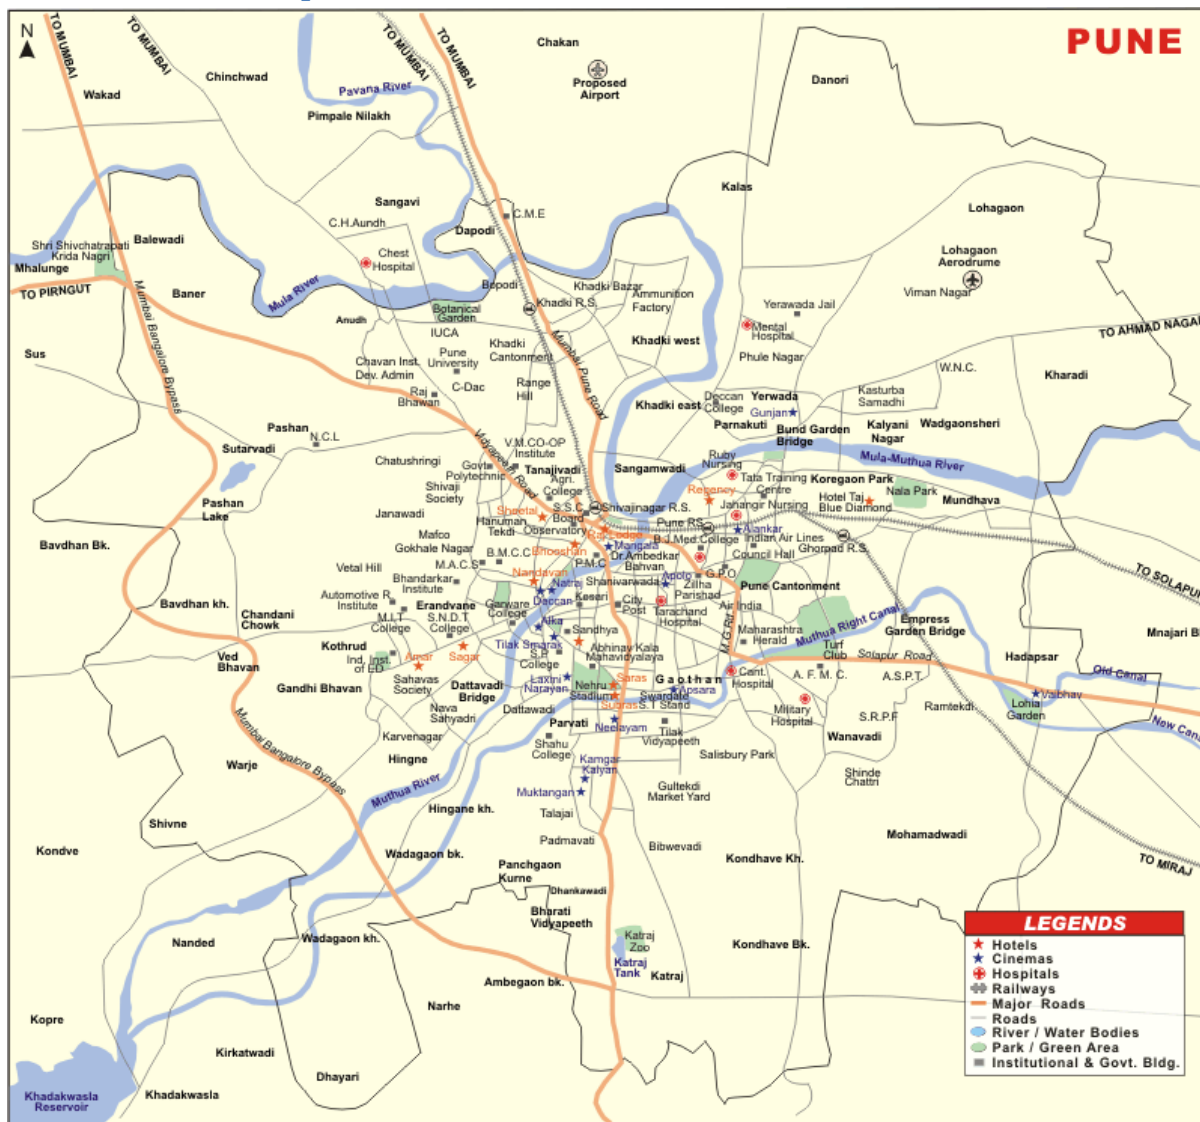 PUNE
N
TO MUMBAI
TO MUMBAI
TO MUMBAI
TO MUMBAI
Chakan
Proposed
Airport
Danori
Wakad
Chinchwad
Pavana River
Pimpale Nilakh
Kalas
Lohagaon
Sangavi
C.H.Aundh
C.M.E
Dapodi
Shri Shivchatrapati
Krida Nagri
Balewadi
Mhalunge
TO PIRNGUT
Chest
Hospital
Lohagaon
Aerodrume
Viman Nagar
Baner
Mula River
Bopodi
Khadki Bazar
Khadki R.S.
Ammunition
Factory
Yerawada Jail
Mental
Hospital
TO AHMAD NAGAR
Botanical
Garden
Anudh
IUCA
Mumbai Bangalore Bypass
Mumbai Pune Road
Khadki west
Phule Nagar
Sus
Chavan Inst.
Dev. Admin
Pune
University
Khadki
Cantonment
W.N.C.
Kharadi
C-Dac
Range
Hill
Raj
Bhawan
Khadki east
Deccan
College
Yerwada
Gunjan
Kasturba
Samadhi
Parnakuti
Bund Garden
Bridge
Kalyani
Nagar
Wadgaonsheri
Pashan
N.C.L
Sutarvadi
Vidyapeeth Road
V.M.CO-OP
Institute
Chatushringi
Govt.
Polytechnic
Tanajivadi
Sangamwadi
Ruby
Nursing
Mula-Muthua River
Shivaji
Society
Agri.
College
Tata Training
Centre
Koregaon Park
Nala Park
Mundhava
Pashan
Lake
Regency
Hotel Taj
Blue Diamond
Janawadi
Sheetal
S.S.C.
Board
Shivajinagar R.S.
Jahangir Nursing
Hanuman
Tekdi
Observatory
Raj Lodge
Pune RS.
Alankar
Mafco
Gokhale Nagar
Bhooshan
Mangala
B.J.Med.College
Indian Air Lines
Ghorpad R.S.
Bavdhan Bk.
B.M.C.C
P.M.C
Dr.Ambedkar
Bahvan
Council Hall
M.A.C.S
Vetal Hill
Nandavan
Natraj
Shanivarwada
Apolo
G.P.O
Zillha
Parishad
Pune Cantonment
TO SOLAPUR
Bhandarkar
Institute
Automotive R.
Institute
Deccan
Kesari
City
Post
Tarachand
Hospital
Air India
Bavdhan kh.
Chandani
Chowk
Erandvane
S.N.D.T
College
Garware
College
M.I.T
College
Alka
Sandhya
M.G Rd.
Maharashtra
Herald
Muthua Right Canal
Empress
Garden Bridge
Mnajari B
Kothrud
Tilak Smarak
Abhinav Kala
Mahavidyalaya
Turf
Club
Solapur Road
Hadapsar
Ved
Bhavan
Ind. Inst.
of ED
Amar
Sagar
S.P.
College
Gandhi Bhavan
Sahavas
Society
Dattavadi
Bridge
Laxini
Narayan
Nehru
Stadium
Saras
Gaothan
Cant.
Hospital
A. F. M. C.
A.S.P.T.
Old Canal
Subras
Swargate
S.T Stand
Apsara
Vaibhav
Lohia
Garden
Nava
Sahyadri
Dattawadi
Parvati
Neelayam
Tilak
Vidyapeeth
Military
Hospital
S.R.P.F
Ramtekdi
New Cana
Mumbai Bangalore Bypass
Karvenagar
Shahu
College
Wanavadi
Warje
Hingne
Kamgar
Kalyan
Salisbury Park
Shinde
Chattri
Muthua River
Muktangan
Gultekdi
Market Yard
Hingane kh.
Talajai
Shivne
Padmavati
Mohamadwadi
Kondve
Wadagaon bk.
Bibwevadi
Kondhave Kh.
TO MIRAJ
Panchgaon
Kurne
Dhankawadi
Bharati
Vidyapeeth
Nanded
Wadagaon kh.
Katraj
Zoo
Kondhave Bk.
Katraj
Tank
Katraj
Ambegaon bk.
Narhe
Kopre
Kirkatwadi
Dhayari
Khadakwasla
Reservoir
Khadakwasla
LEGENDS
Hotels
Cinemas
Hospitals
Railways
Major Roads
Roads
River / Water Bodies
Park / Green Area
Institutional & Govt. Bldg.